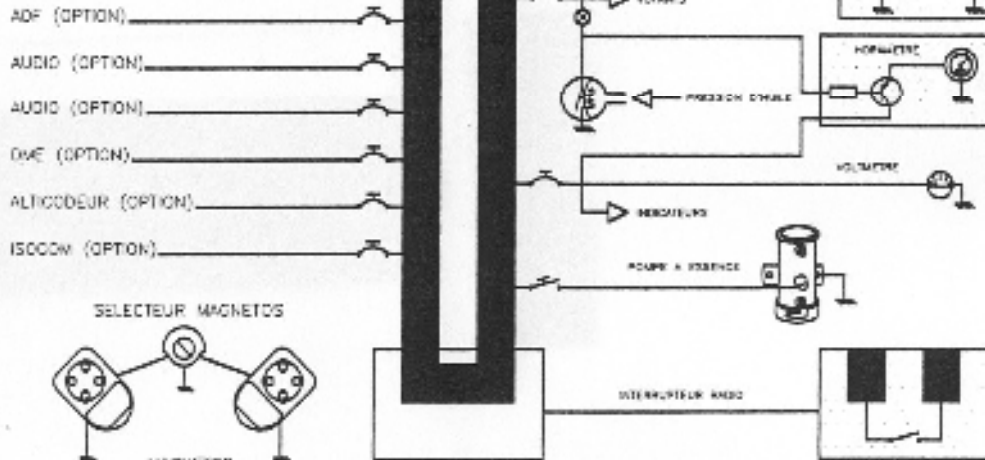 ADF (OPTION)
AUDIO (OPTION)
AUDIO (OPTION)
DME (OPTION)
ALTICODEUR (OPTION)
ISOCOM (OPTION)
SELECTEUR MAGNETOS
HORAMETRE
PRESSION D'HUILE
VOLTMETRE
INDICATEURS
POMPE A ESSENCE
INTERRUPTEUR RADIO